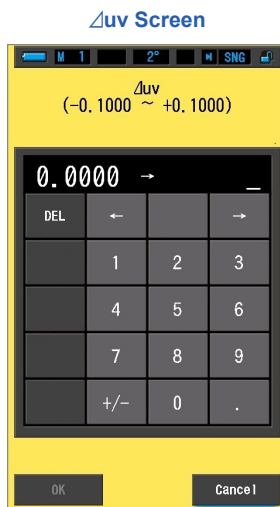 ⊿uv Screen
M 1 2° SNG
⊿uv
(-0.1000 ~ +0.1000)
0.0000 → _
DEL ← →
1 2 3
4 5 6
7 8 9
+/- 0 .
OK Cancel